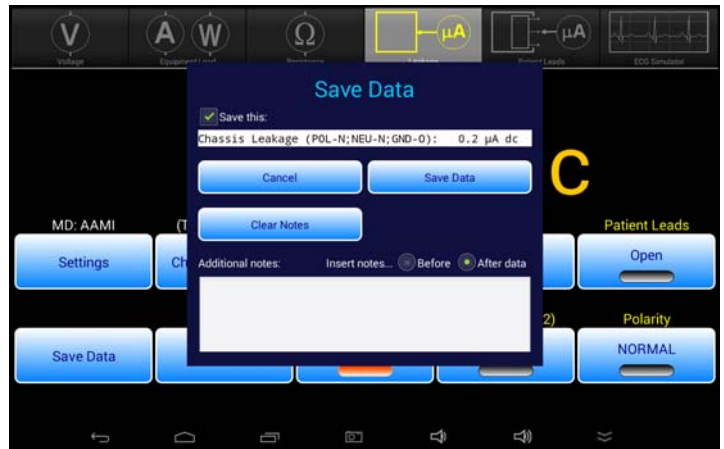 V A W Ω µA µA
Voltage Equipment Load Resistance Leakage Patient Leads ECG Simulator
Save Data
Save this:
Chassis Leakage (POL-N;NEU-N;GND-O): 0.2 µA dc
C
Cancel Save Data
Clear Notes
MD: AAMI (T Patient Leads
Settings Ch Open
Additional notes: Insert notes... Before After data
2) Polarity
Save Data NORMAL